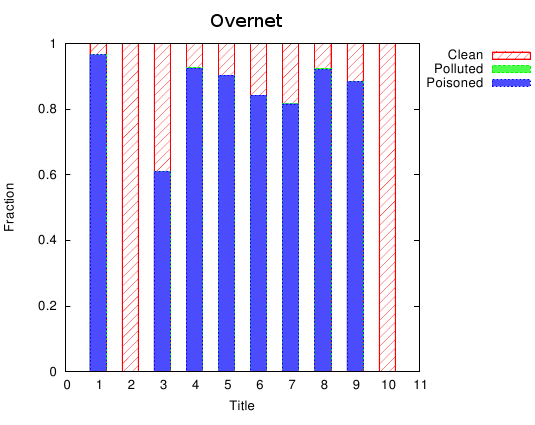 Overnet
Clean
Polluted
Poisoned
1
0.8
0.6
0.4
0.2
0
Fraction
0 1 2 3 4 5 6 7 8 9 10 11
Title